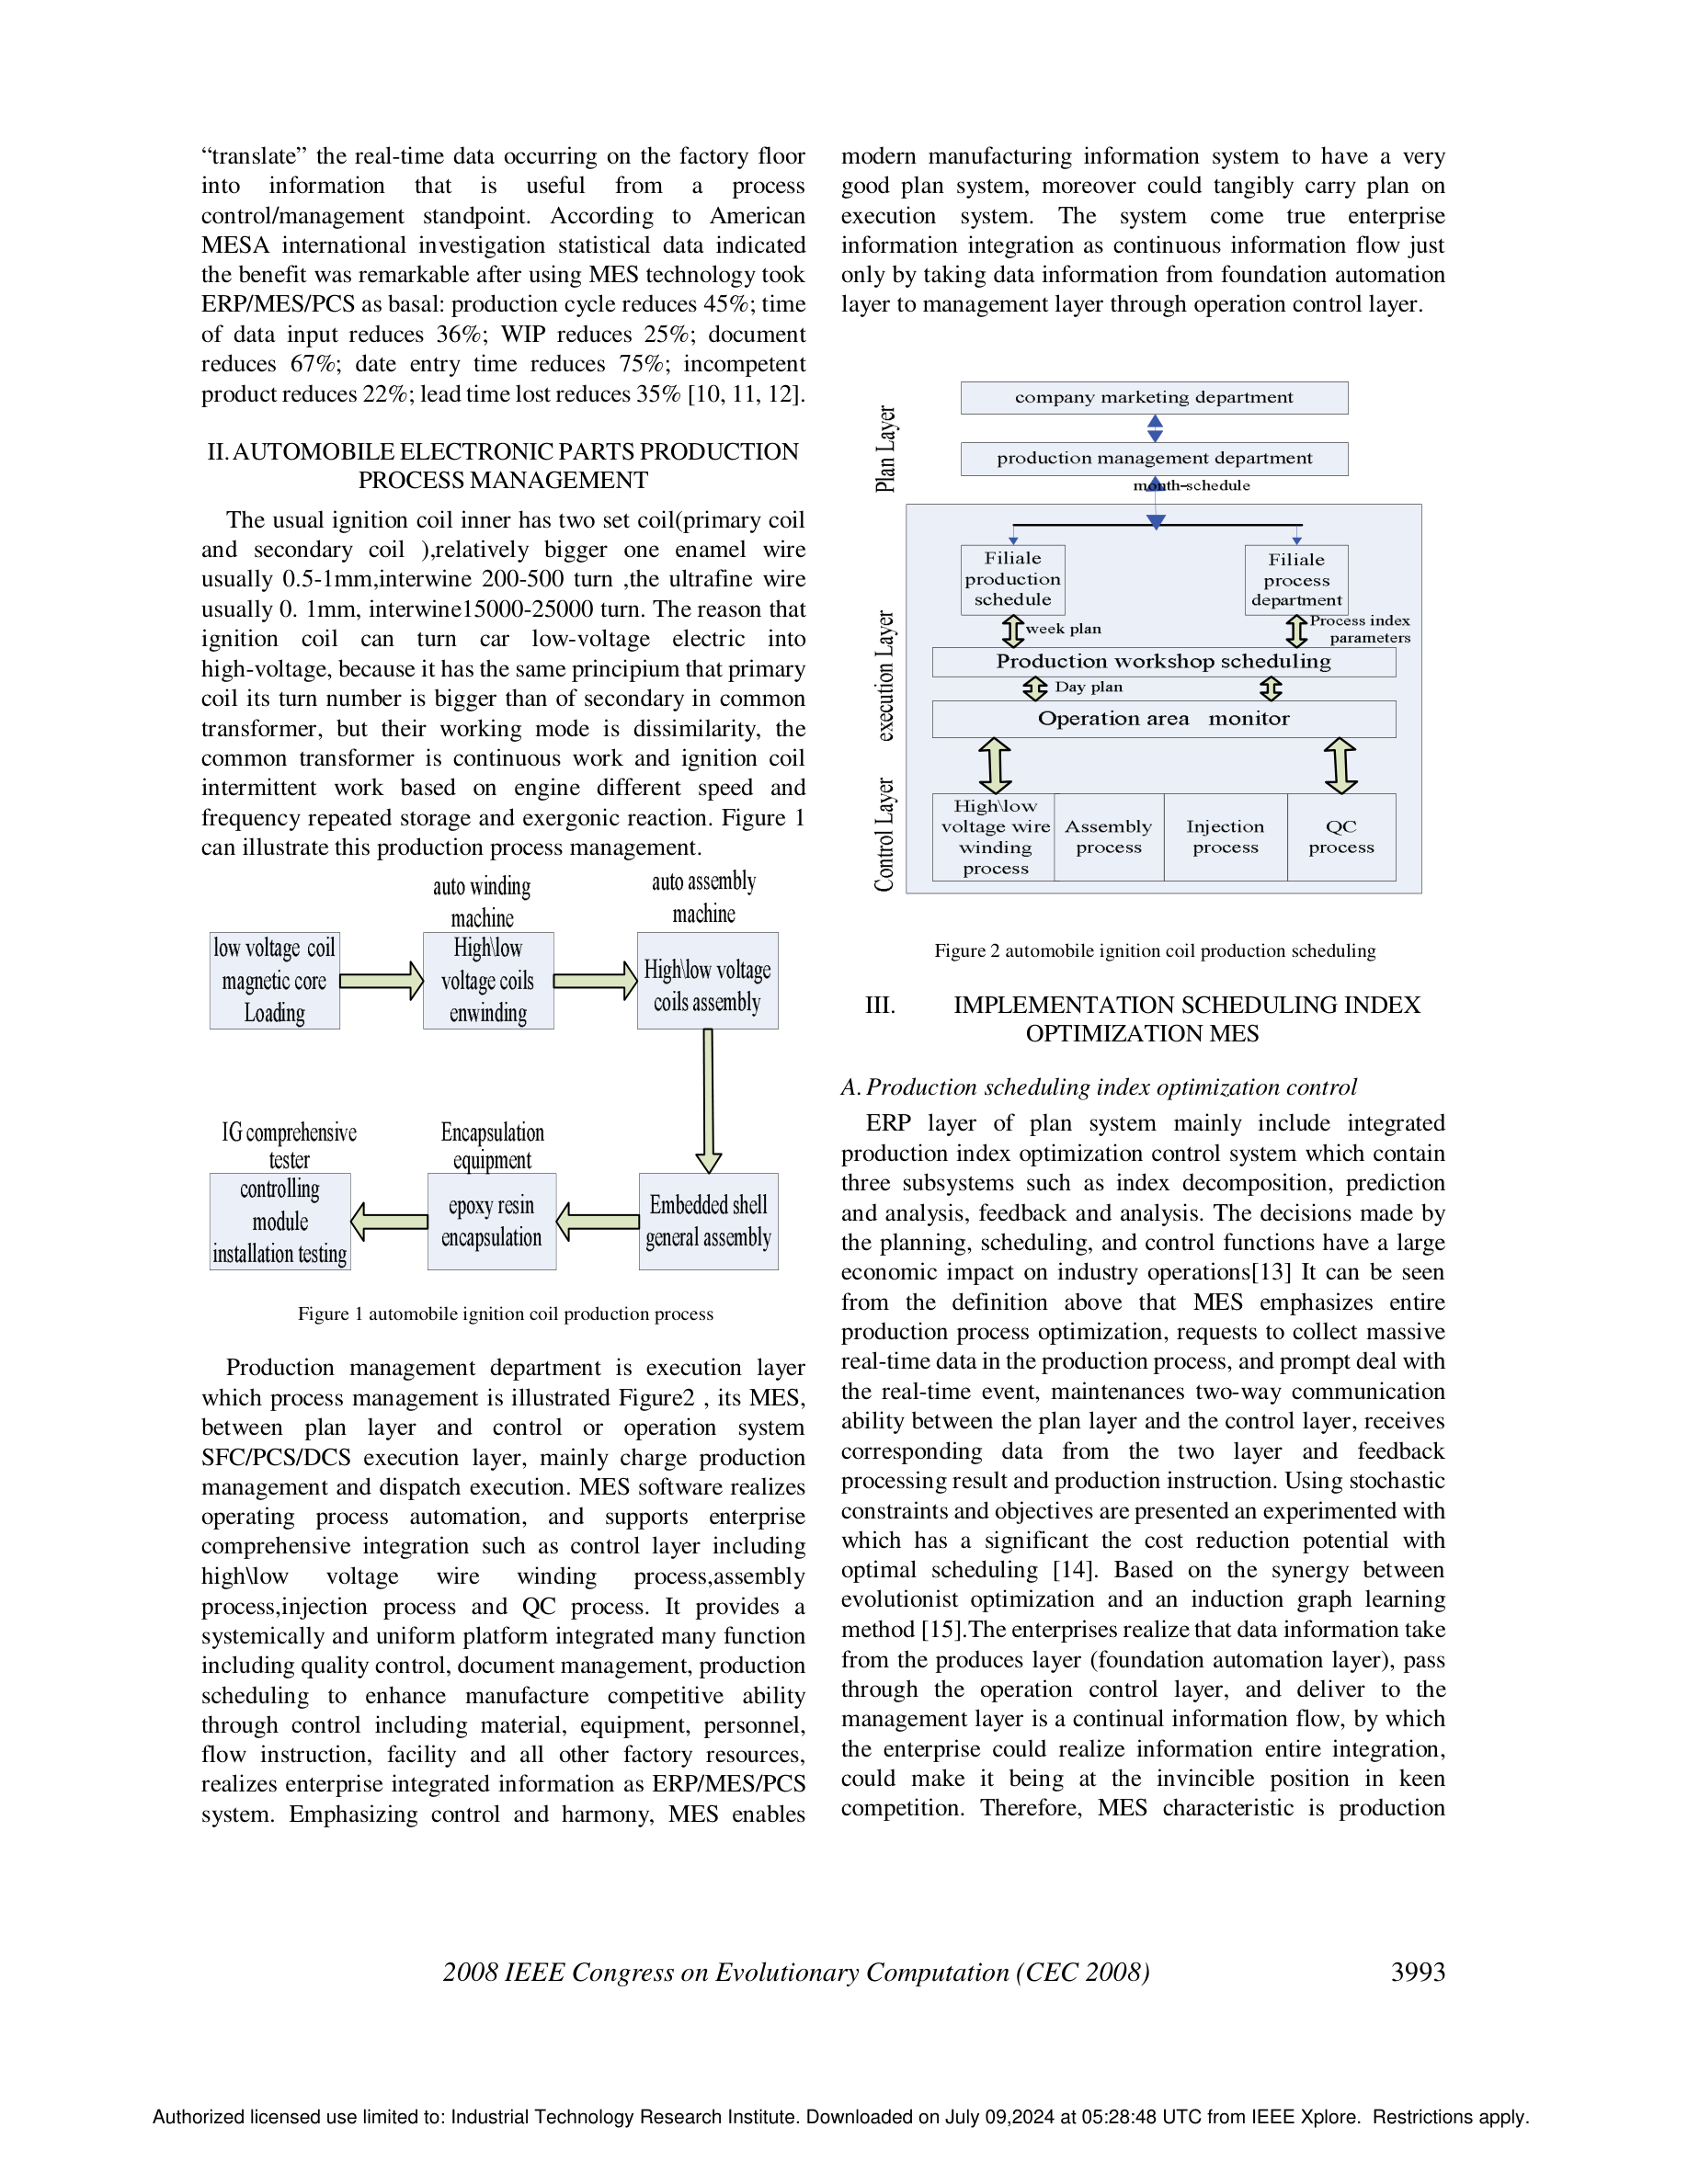 “translate” the real-time data occurring on the factory floor
into information that is useful from a process
control/management standpoint. According to American
MESA international investigation statistical data indicated
the benefit was remarkable after using MES technology took
ERP/MES/PCS as basal: production cycle reduces 45%; time
of data input reduces 36%; WIP reduces 25%; document
reduces 67%; date entry time reduces 75%; incompetent
product reduces 22%; lead time lost reduces 35% [10, 11, 12].
II. AUTOMOBILE ELECTRONIC PARTS PRODUCTION
PROCESS MANAGEMENT
The usual ignition coil inner has two set coil(primary coil
and secondary coil ),relatively bigger one enamel wire
usually 0.5-1mm,interwine 200-500 turn ,the ultrafine wire
usually 0. 1mm, interwine15000-25000 turn. The reason that
ignition coil can turn car low-voltage electric into
high-voltage, because it has the same principium that primary
coil its turn number is bigger than of secondary in common
transformer, but their working mode is dissimilarity, the
common transformer is continuous work and ignition coil
intermittent work based on engine different speed and
frequency repeated storage and exergonic reaction. Figure 1
can illustrate this production process management.
auto winding
machine
auto assembly
machine
low voltage coil
magnetic core
Loading
High\low
voltage coils
enwinding
High\low voltage
coils assembly
IG comprehensive
tester
Encapsulation
equipment
controlling
module
installation testing
epoxy resin
encapsulation
Embedded shell
general assembly
Figure 1 automobile ignition coil production process
Production management department is execution layer
which process management is illustrated Figure2 , its MES,
between plan layer and control or operation system
SFC/PCS/DCS execution layer, mainly charge production
management and dispatch execution. MES software realizes
operating process automation, and supports enterprise
comprehensive integration such as control layer including
high\low voltage wire winding process,assembly
process,injection process and QC process. It provides a
systemically and uniform platform integrated many function
including quality control, document management, production
scheduling to enhance manufacture competitive ability
through control including material, equipment, personnel,
flow instruction, facility and all other factory resources,
realizes enterprise integrated information as ERP/MES/PCS
system. Emphasizing control and harmony, MES enables
modern manufacturing information system to have a very
good plan system, moreover could tangibly carry plan on
execution system. The system come true enterprise
information integration as continuous information flow just
only by taking data information from foundation automation
layer to management layer through operation control layer.
Plan Layer
company marketing department
production management department
month-schedule
execution Layer
Filiale
production
schedule
Filiale
process
department
week plan
Process index
parameters
Production workshop scheduling
Day plan
Operation area monitor
Control Layer
High\low
voltage wire
winding
process
Assembly
process
Injection
process
QC
process
Figure 2 automobile ignition coil production scheduling
III. IMPLEMENTATION SCHEDULING INDEX
OPTIMIZATION MES
A. Production scheduling index optimization control
ERP layer of plan system mainly include integrated
production index optimization control system which contain
three subsystems such as index decomposition, prediction
and analysis, feedback and analysis. The decisions made by
the planning, scheduling, and control functions have a large
economic impact on industry operations[13] It can be seen
from the definition above that MES emphasizes entire
production process optimization, requests to collect massive
real-time data in the production process, and prompt deal with
the real-time event, maintenances two-way communication
ability between the plan layer and the control layer, receives
corresponding data from the two layer and feedback
processing result and production instruction. Using stochastic
constraints and objectives are presented an experimented with
which has a significant the cost reduction potential with
optimal scheduling [14]. Based on the synergy between
evolutionist optimization and an induction graph learning
method [15].The enterprises realize that data information take
from the produces layer (foundation automation layer), pass
through the operation control layer, and deliver to the
management layer is a continual information flow, by which
the enterprise could realize information entire integration,
could make it being at the invincible position in keen
competition. Therefore, MES characteristic is production
2008 IEEE Congress on Evolutionary Computation (CEC 2008)
3993
Authorized licensed use limited to: Industrial Technology Research Institute. Downloaded on July 09,2024 at 05:28:48 UTC from IEEE Xplore. Restrictions apply.